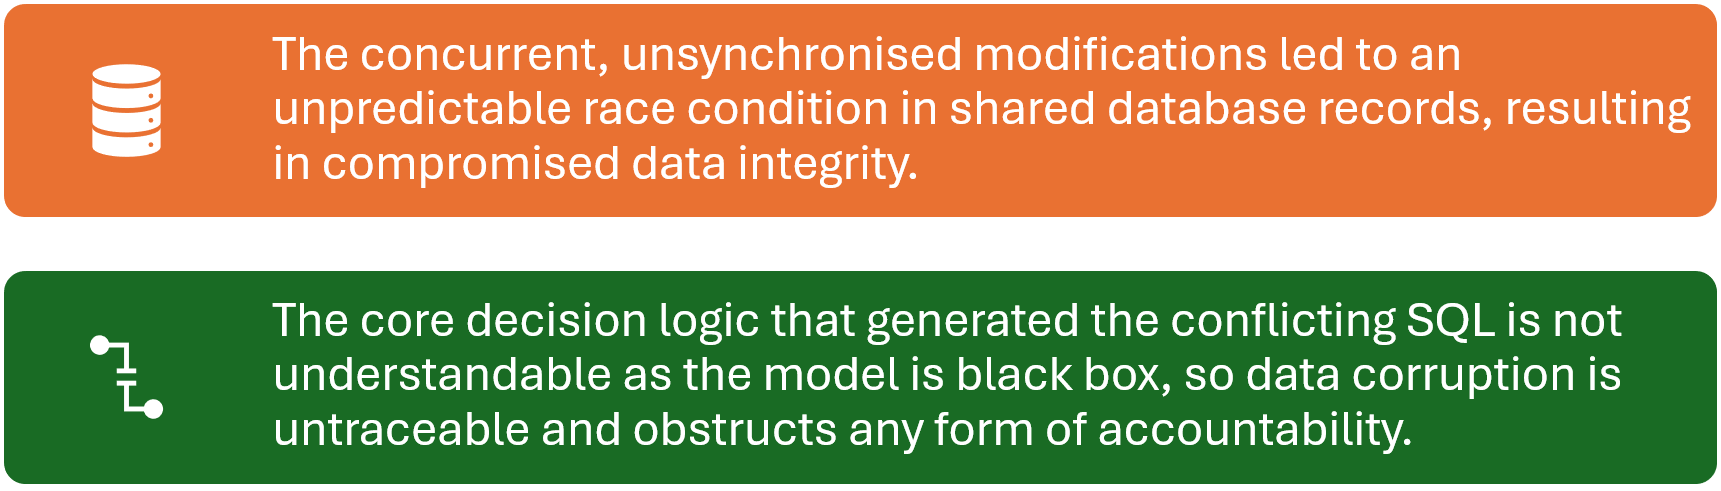 The concurrent, unsynchronised modifications led to an
unpredictable race condition in shared database records, resulting
in compromised data integrity.
The core decision logic that generated the conflicting SQL is not
understandable as the model is black box, so data corruption is
untraceable and obstructs any form of accountability.